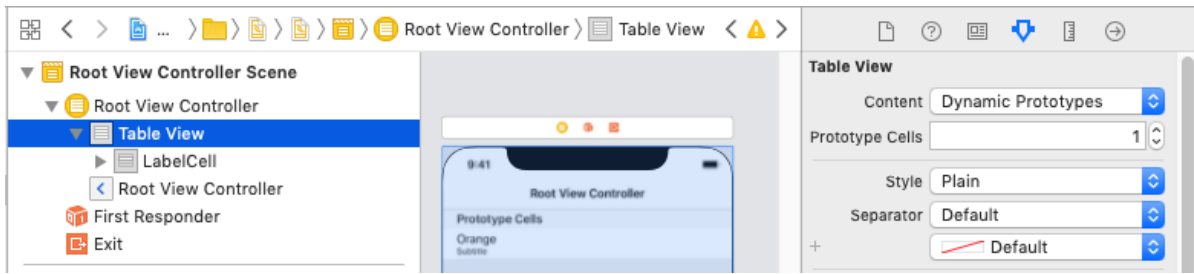 ... Root View Controller Table View
Root View Controller Scene
Root View Controller
Table View
LabelCell
Root View Controller
First Responder
Exit
9:41
Root View Controller
Prototype Cells
Orange
Subtitle
Table View
Content Dynamic Prototypes
Prototype Cells 1
Style Plain
Separator Default
+ Default